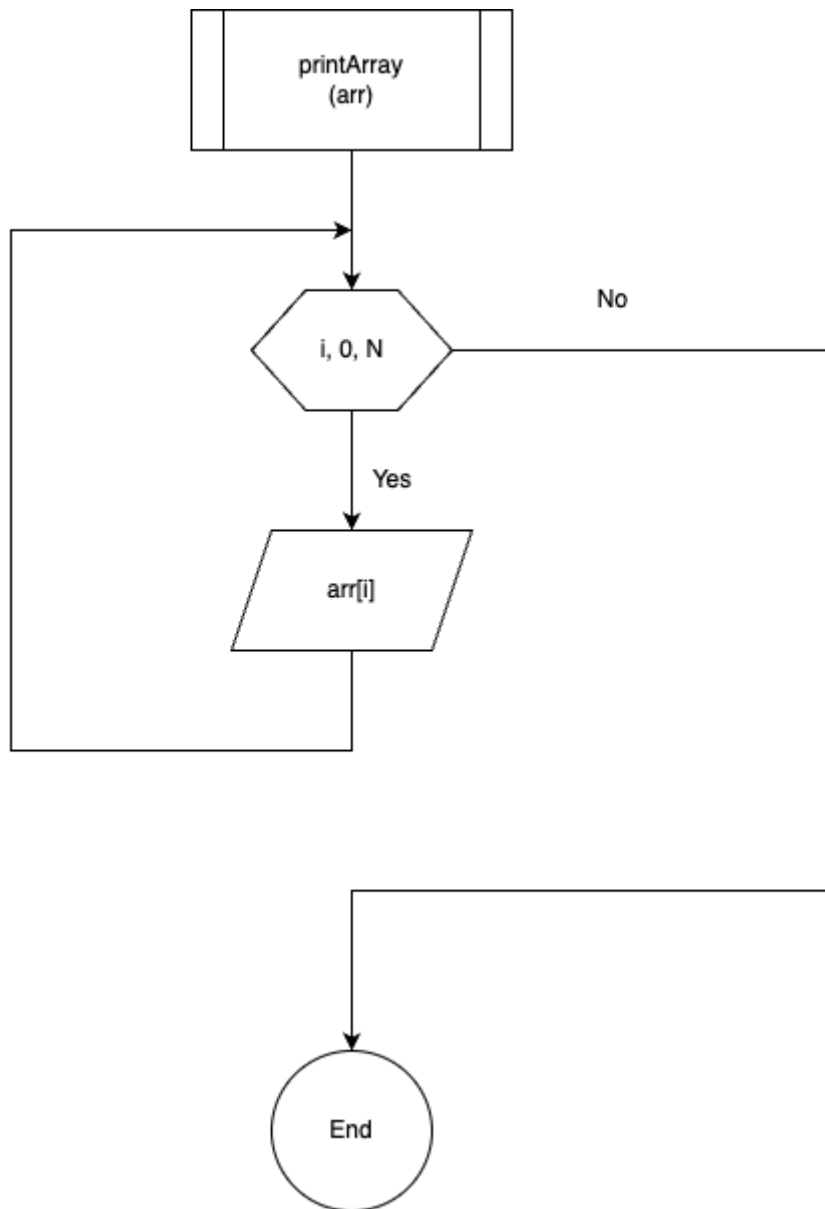 printArray
(arr)
No
i, 0, N
Yes
arr[i]
End